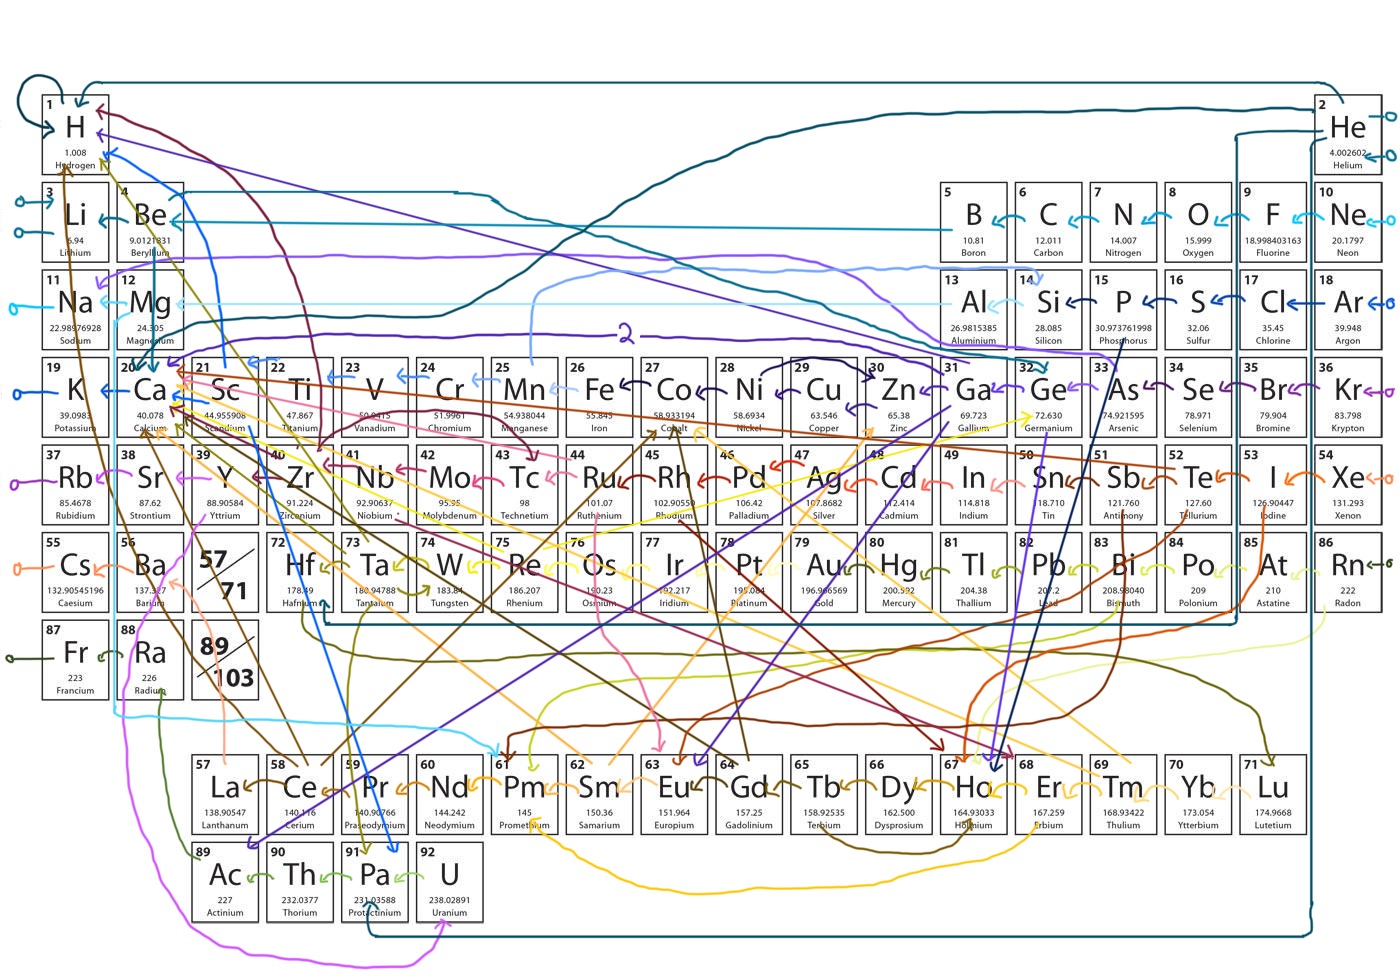 1 2
H He
1.008 4.002602
Hydrogen Helium
3 4 5 6 7 8 9 10
Li Be B C N O F Ne
6.94 9.0121831 10.81 12.011 14.007 15.999 18.998403163 20.1797
Lithium Beryllium Boron Carbon Nitrogen Oxygen Fluorine Neon
11 12 13 14 15 16 17 18
Na Mg Al Si P S Cl Ar
22.98976928 24.305 26.9815385 28.085 30.973761998 32.06 35.45 39.948
Sodium Magnesium Aluminium Silicon Phosphorus Sulfur Chlorine Argon
2
19 20 21 22 23 24 25 26 27 28 29 30 31 32 33 34 35 36
K Ca Sc Ti V Cr Mn Fe Co Ni Cu Zn Ga Ge As Se Br Kr
39.0983 40.078 44.955908 47.867 50.9415 51.9961 54.938044 55.845 58.933194 58.6934 63.546 65.38 69.723 72.630 74.921595 78.971 79.904 83.798
Potassium Calcium Scandium Titanium Vanadium Chromium Manganese Iron Cobalt Nickel Copper Zinc Gallium Germanium Arsenic Selenium Bromine Krypton
37 38 39 40 41 42 43 44 45 46 47 48 49 50 51 52 53 54
Rb Sr Y Zr Nb Mo Tc Ru Rh Pd Ag Cd In Sn Sb Te I Xe
85.4678 87.62 88.90584 91.224 92.90637 95.95 98 101.07 102.90550 106.42 107.8682 112.414 114.818 118.710 121.760 127.60 126.90447 131.293
Rubidium Strontium Yttrium Zirconium Niobium Molybdenum Technetium Ruthenium Rhodium Palladium Silver Cadmium Indium Tin Antimony Tellurium Iodine Xenon
55 56 57 71 72 73 74 75 76 77 78 79 80 81 82 83 84 85 86
Cs Ba Hf Ta W Re Os Ir Pt Au Hg Tl Pb Bi Po At Rn
132.90545196 137.327 178.49 180.94788 183.84 186.207 190.23 192.217 195.084 196.966569 200.592 204.38 207.2 208.98040 209 210 222
Caesium Barium Hafnium Tantalum Tungsten Rhenium Osmium Iridium Platinum Gold Mercury Thallium Lead Bismuth Polonium Astatine Radon
87 88 89 103
Fr Ra
223 226
Francium Radium
57 58 59 60 61 62 63 64 65 66 67 68 69 70 71
La Ce Pr Nd Pm Sm Eu Gd Tb Dy Ho Er Tm Yb Lu
138.90547 140.116 140.90766 144.242 145 150.36 151.964 157.25 158.92535 162.500 164.93033 167.259 168.93422 173.054 174.9668
Lanthanum Cerium Praseodymium Neodymium Promethium Samarium Europium Gadolinium Terbium Dysprosium Holmium Erbium Thulium Ytterbium Lutetium
89 90 91 92
Ac Th Pa U
227 232.0377 231.03588 238.02891
Actinium Thorium Protactinium Uranium